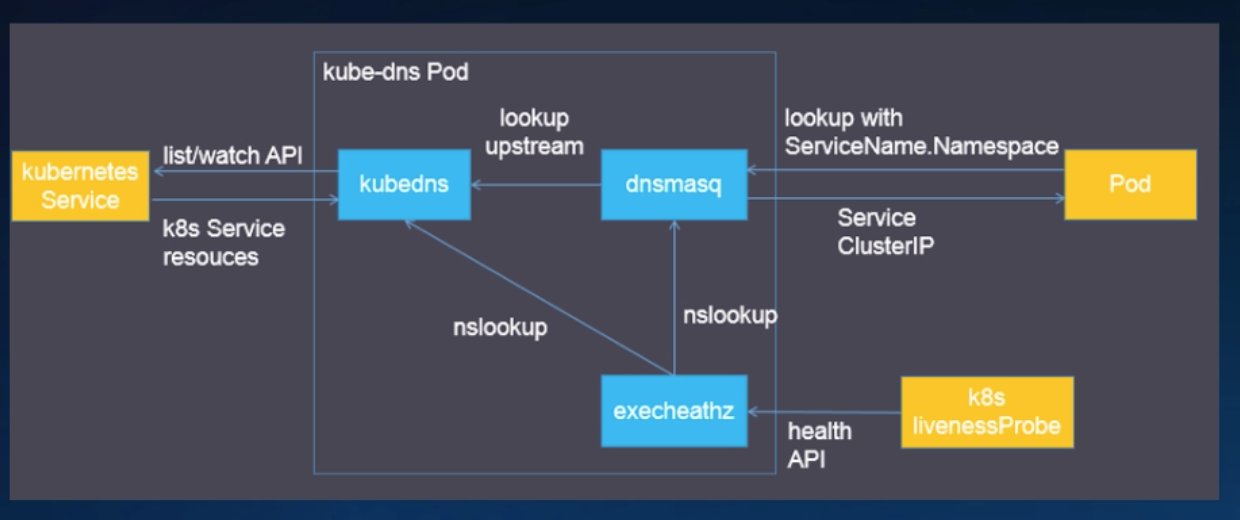 kube-dns Pod
lookup
upstream
lookup with
ServiceName.Namespace
kubernetes
Service
list/watch API
kubedns
dnsmasq
Pod
k8s Service
resouces
Service
ClusterIP
nslookup
nslookup
execheathz
k8s
livenessProbe
health
API